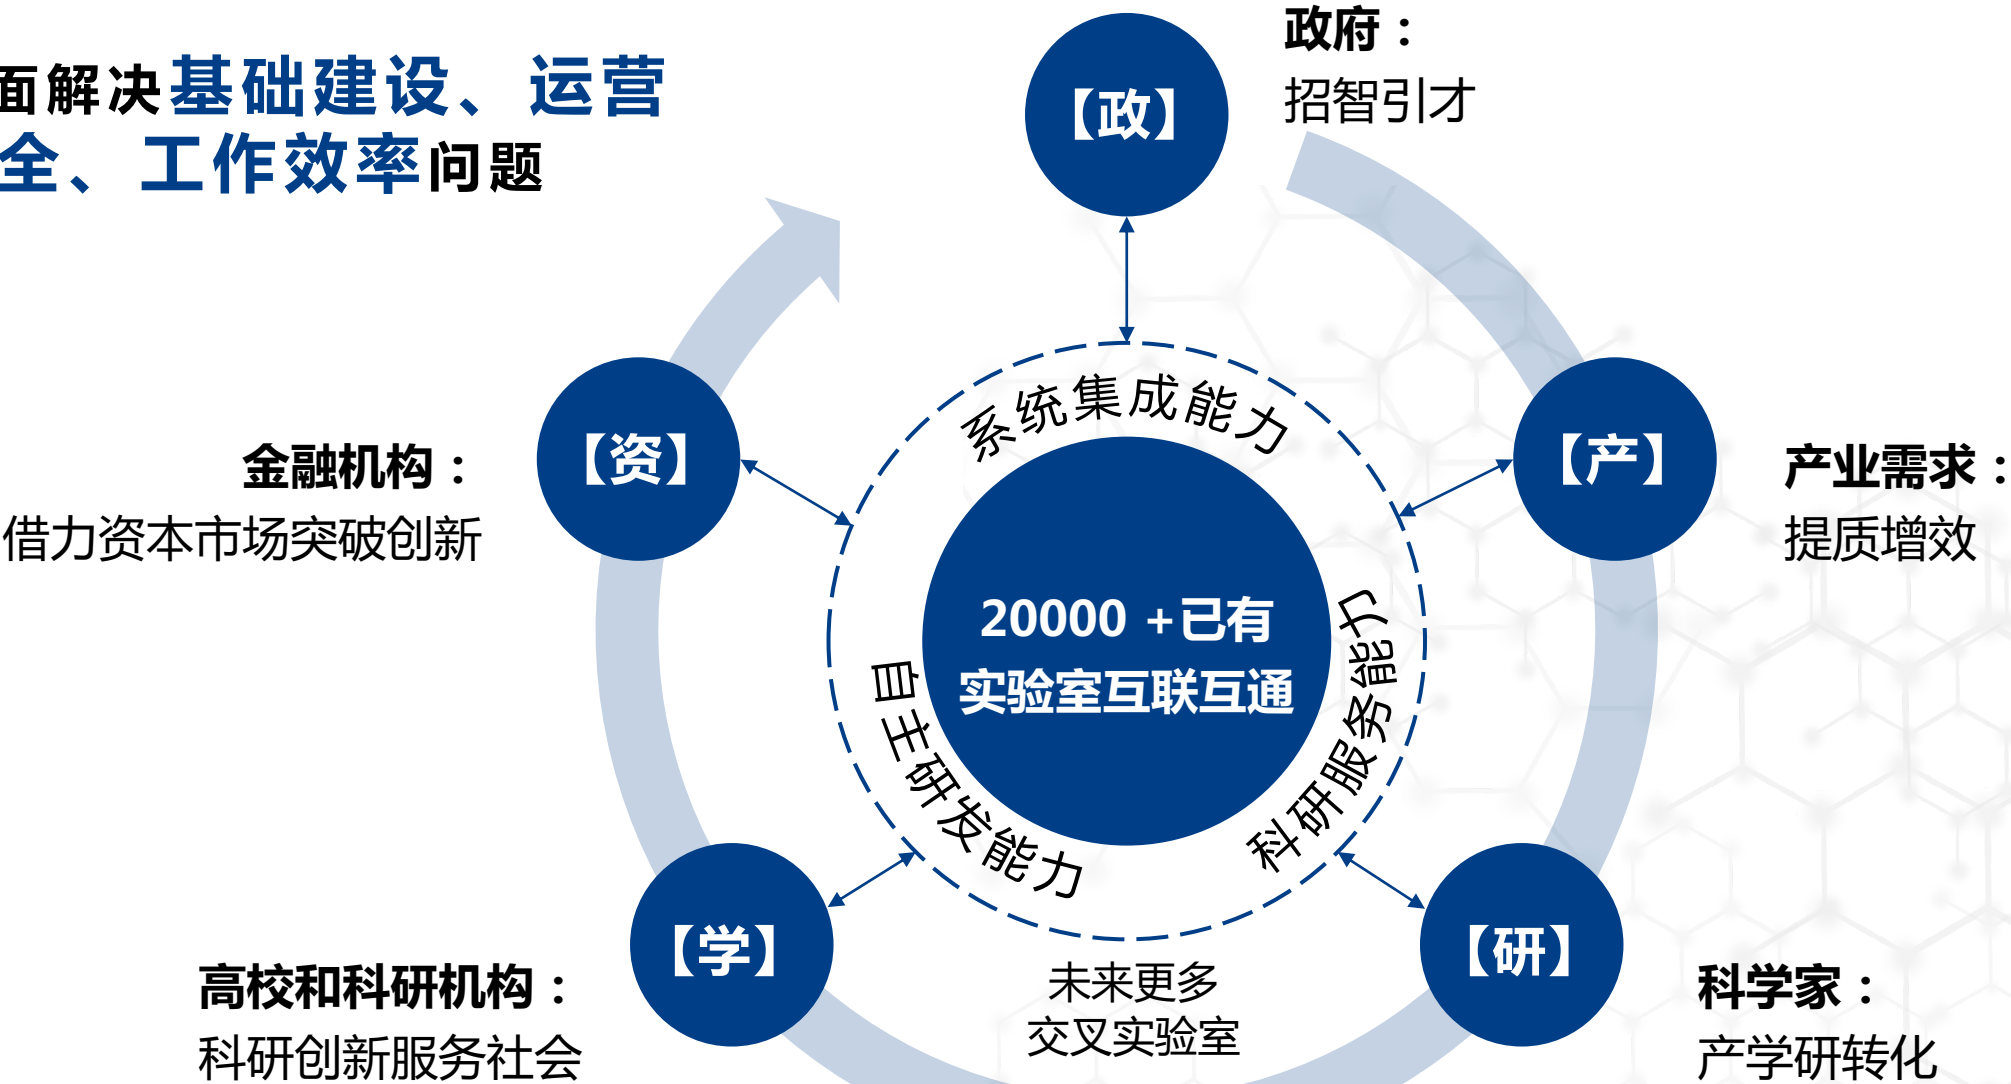 面解决基础建设、运营
全、工作效率问题
【政】
政府：
招智引才
【资】
金融机构：
借力资本市场突破创新
【产】
产业需求：
提质增效
系统集成能力
自主研发能力
科研服务能力
20000 +已有
实验室互联互通
【学】
高校和科研机构：
科研创新服务社会
未来更多
交叉实验室
【研】
科学家：
产学研转化